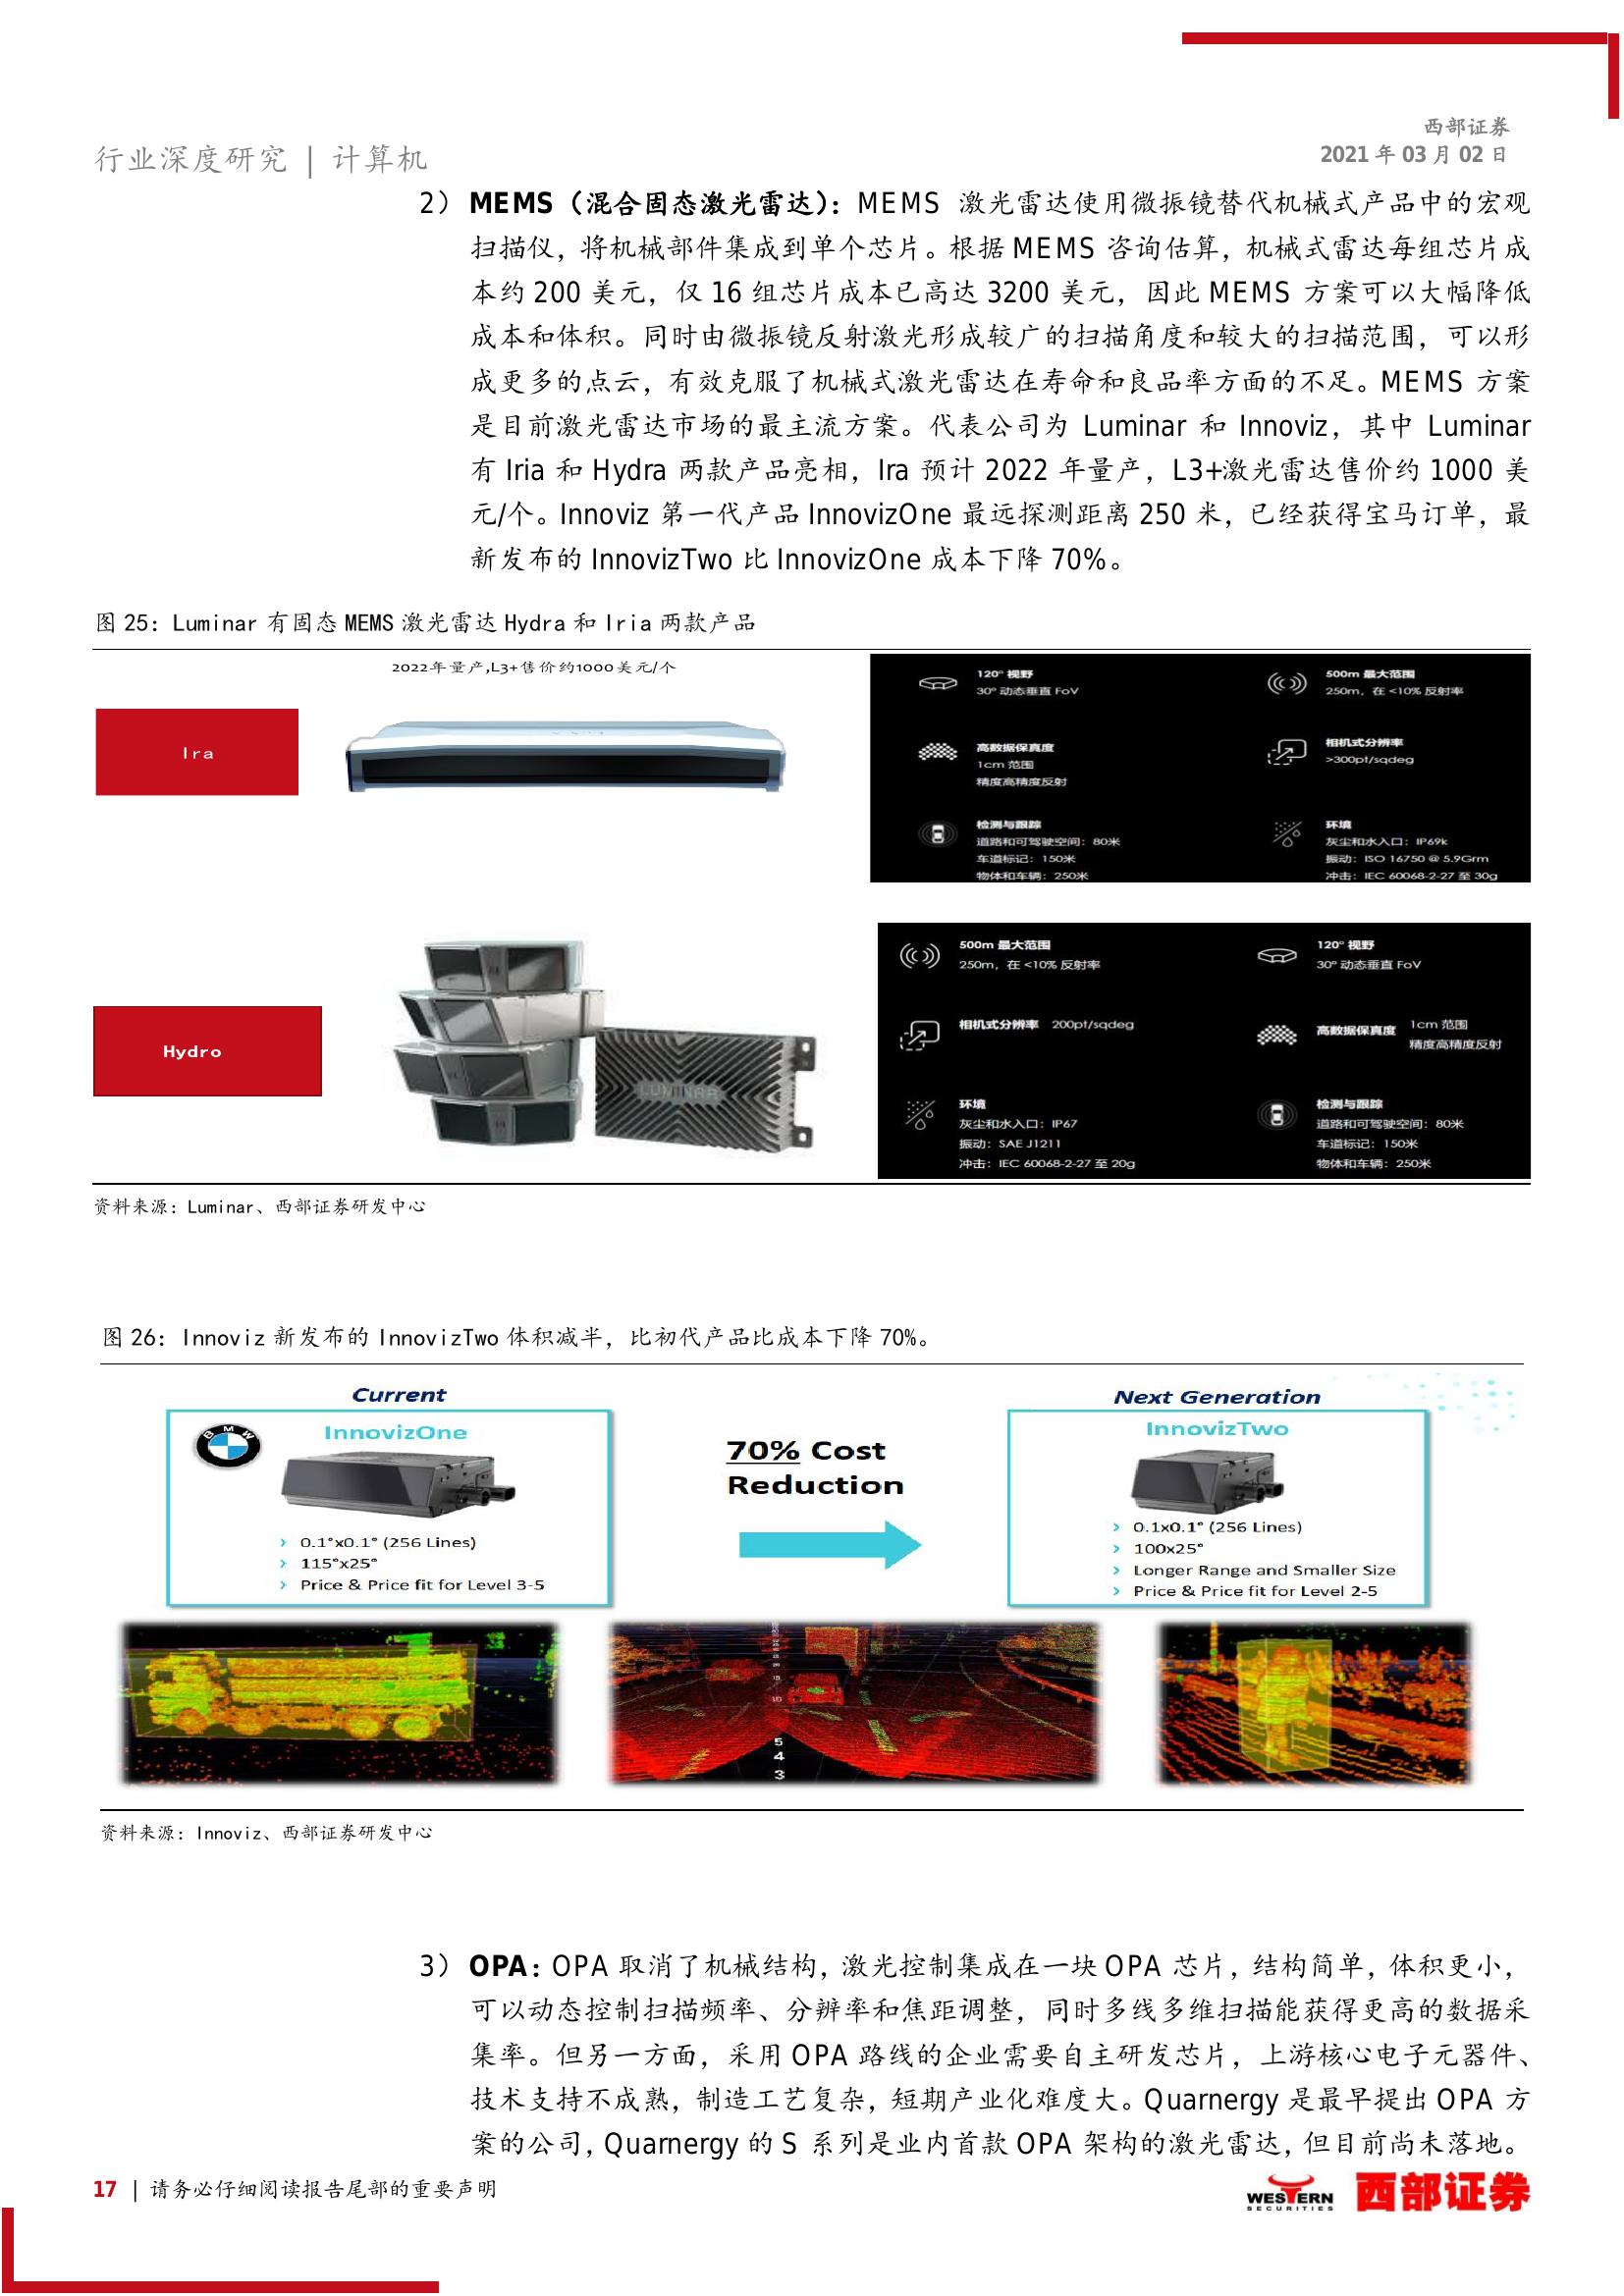 西部证券
2021 年 03 月 02 日
行业深度研究 | 计算机
2） MEMS（混合固态激光雷达）：MEMS 激光雷达使用微振镜替代机械式产品中的宏观
扫描仪，将机械部件集成到单个芯片。根据 MEMS 咨询估算，机械式雷达每组芯片成
本约 200 美元，仅 16 组芯片成本已高达 3200 美元，因此 MEMS 方案可以大幅降低
成本和体积。同时由微振镜反射激光形成较广的扫描角度和较大的扫描范围，可以形
成更多的点云，有效克服了机械式激光雷达在寿命和良品率方面的不足。MEMS 方案
是目前激光雷达市场的最主流方案。代表公司为 Luminar 和 Innoviz，其中 Luminar
有 Iria 和 Hydra 两款产品亮相，Ira 预计 2022 年量产，L3+激光雷达售价约 1000 美
元/个。Innoviz 第一代产品 InnovizOne 最远探测距离 250 米，已经获得宝马订单，最
新发布的 InnovizTwo 比 InnovizOne 成本下降 70%。
图 25：Luminar 有固态 MEMS 激光雷达 Hydra 和 Iria 两款产品
2022年量产,L3+售价约1000美元/个
Ira
120° 视野
30° 动态垂直 FoV
500m 最大范围
250m，在 <10% 反射率
高数据保真度
1cm 范围
精度高精度反射
相机式分辨率
>300pt/sqdeg
检测与跟踪
道路和可驾驶空间：80米
车道标记：150米
物体和车辆：250米
环境
灰尘和水入口：IP69k
振动：ISO 16750 @ 5.9Grm
冲击：IEC 60068-2-27 至 30g
Hydro
LUMINAR
500m 最大范围
250m，在 <10% 反射率
120° 视野
30° 动态垂直 FoV
相机式分辨率 200pt/sqdeg
高数据保真度 1cm 范围
精度高精度反射
环境
灰尘和水入口：IP67
振动：SAE J1211
冲击：IEC 60068-2-27 至 20g
检测与跟踪
道路和可驾驶空间：80米
车道标记：150米
物体和车辆：250米
资料来源：Luminar、西部证券研发中心
图 26：Innoviz 新发布的 InnovizTwo 体积减半，比初代产品比成本下降 70%。
Current
BMW
InnovizOne
› 0.1°x0.1° (256 Lines)
› 115°x25°
› Price & Price fit for Level 3-5
70% Cost
Reduction
Next Generation
InnovizTwo
› 0.1x0.1° (256 Lines)
› 100x25°
› Longer Range and Smaller Size
› Price & Price fit for Level 2-5
5
4
3
资料来源：Innoviz、西部证券研发中心
3） OPA：OPA 取消了机械结构，激光控制集成在一块 OPA 芯片，结构简单，体积更小，
可以动态控制扫描频率、分辨率和焦距调整，同时多线多维扫描能获得更高的数据采
集率。但另一方面，采用 OPA 路线的企业需要自主研发芯片，上游核心电子元器件、
技术支持不成熟，制造工艺复杂，短期产业化难度大。Quarnergy 是最早提出 OPA 方
案的公司，Quarnergy 的 S 系列是业内首款 OPA 架构的激光雷达，但目前尚未落地。
17 | 请务必仔细阅读报告尾部的重要声明
WESTERN
SECURITIES
西部证券